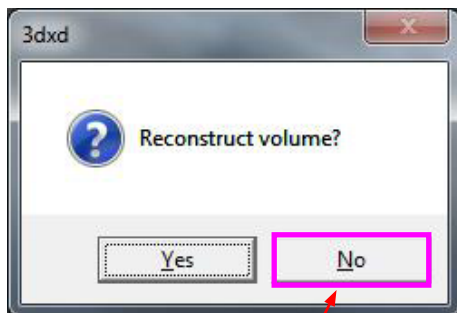 3dxd
Reconstruct volume?
Yes
No